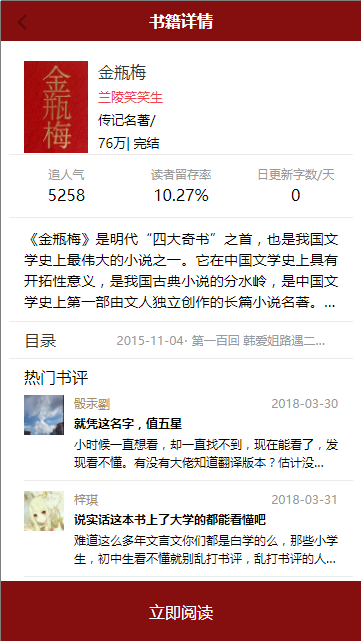 书籍详情
金瓶梅
金瓶梅
兰陵笑笑生
传记名著/
76万| 完结
追人气 读者留存率 日更新字数/天
5258 10.27% 0
《金瓶梅》是明代“四大奇书”之首，也是我国文
学史上最伟大的小说之一。它在中国文学史上具有
开拓性意义，是我国古典小说的分水岭，是中国文
学史上第一部由文人独立创作的长篇小说名著。...
目录 2015-11-04· 第一百回 韩爱姐路遇二...
热门书评
骰汖劉 2018-03-30
就凭这名字，值五星
小时候一直想看，却一直找不到，现在能看了，发
现看不懂。有没有大佬知道翻译版本？估计没...
梓琪 2018-03-31
说实话这本书上了大学的都能看懂吧
难道这么多年文言文你们都是白学的么，那些小学
生，初中生看不懂就别乱打书评，乱打书评的人...
立即阅读